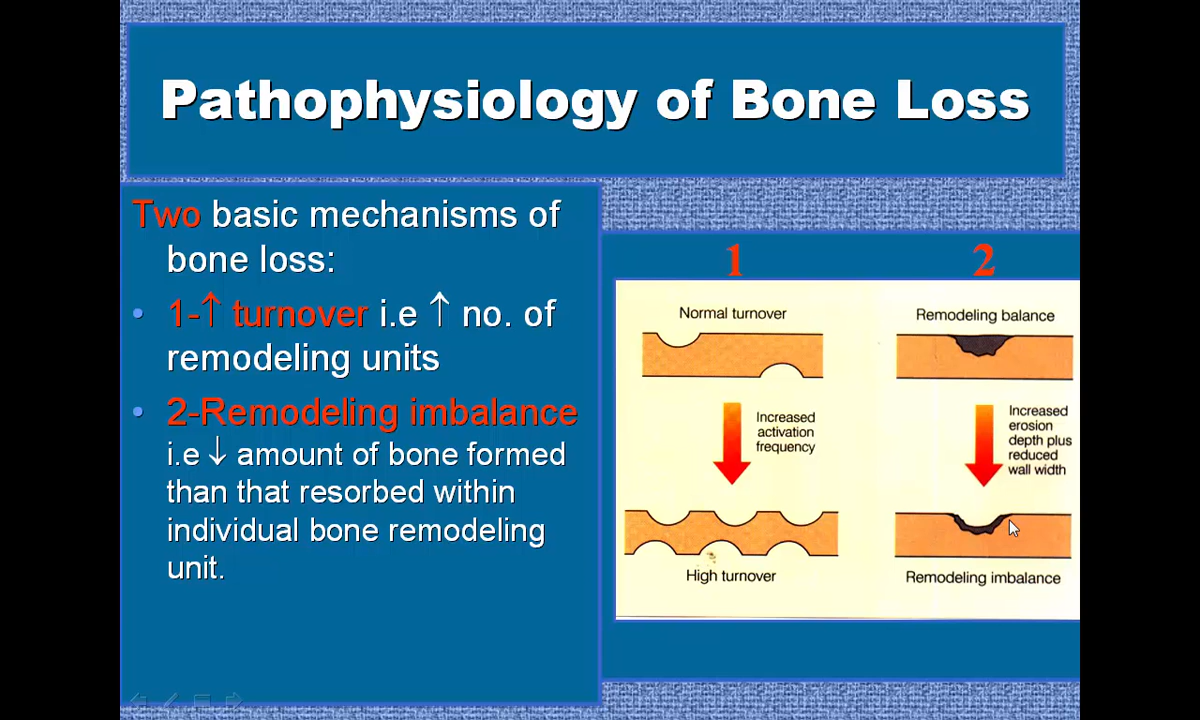 Pathophysiology of Bone Loss
Two basic mechanisms of
bone loss:
• 1-↑ turnover i.e ↑ no. of
remodeling units
• 2-Remodeling imbalance
i.e ↓ amount of bone formed
than that resorbed within
individual bone remodeling
unit.
1
Normal turnover
Increased
activation
frequency
High turnover
2
Remodeling balance
Increased
erosion
depth plus
reduced
wall width
Remodeling imbalance